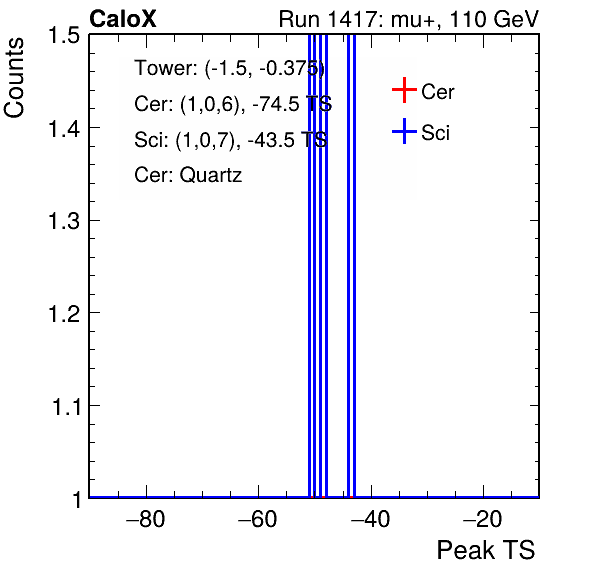 CaloX Run 1417: mu+, 110 GeV
Counts
1.5
1.4
1.3
1.2
1.1
1
Tower: (-1.5, -0.375)
Cer: (1,0,6), -74.5 TS
Sci: (1,0,7), -43.5 TS
Cer: Quartz
Cer
Sci
−80 −60 −40 −20
Peak TS